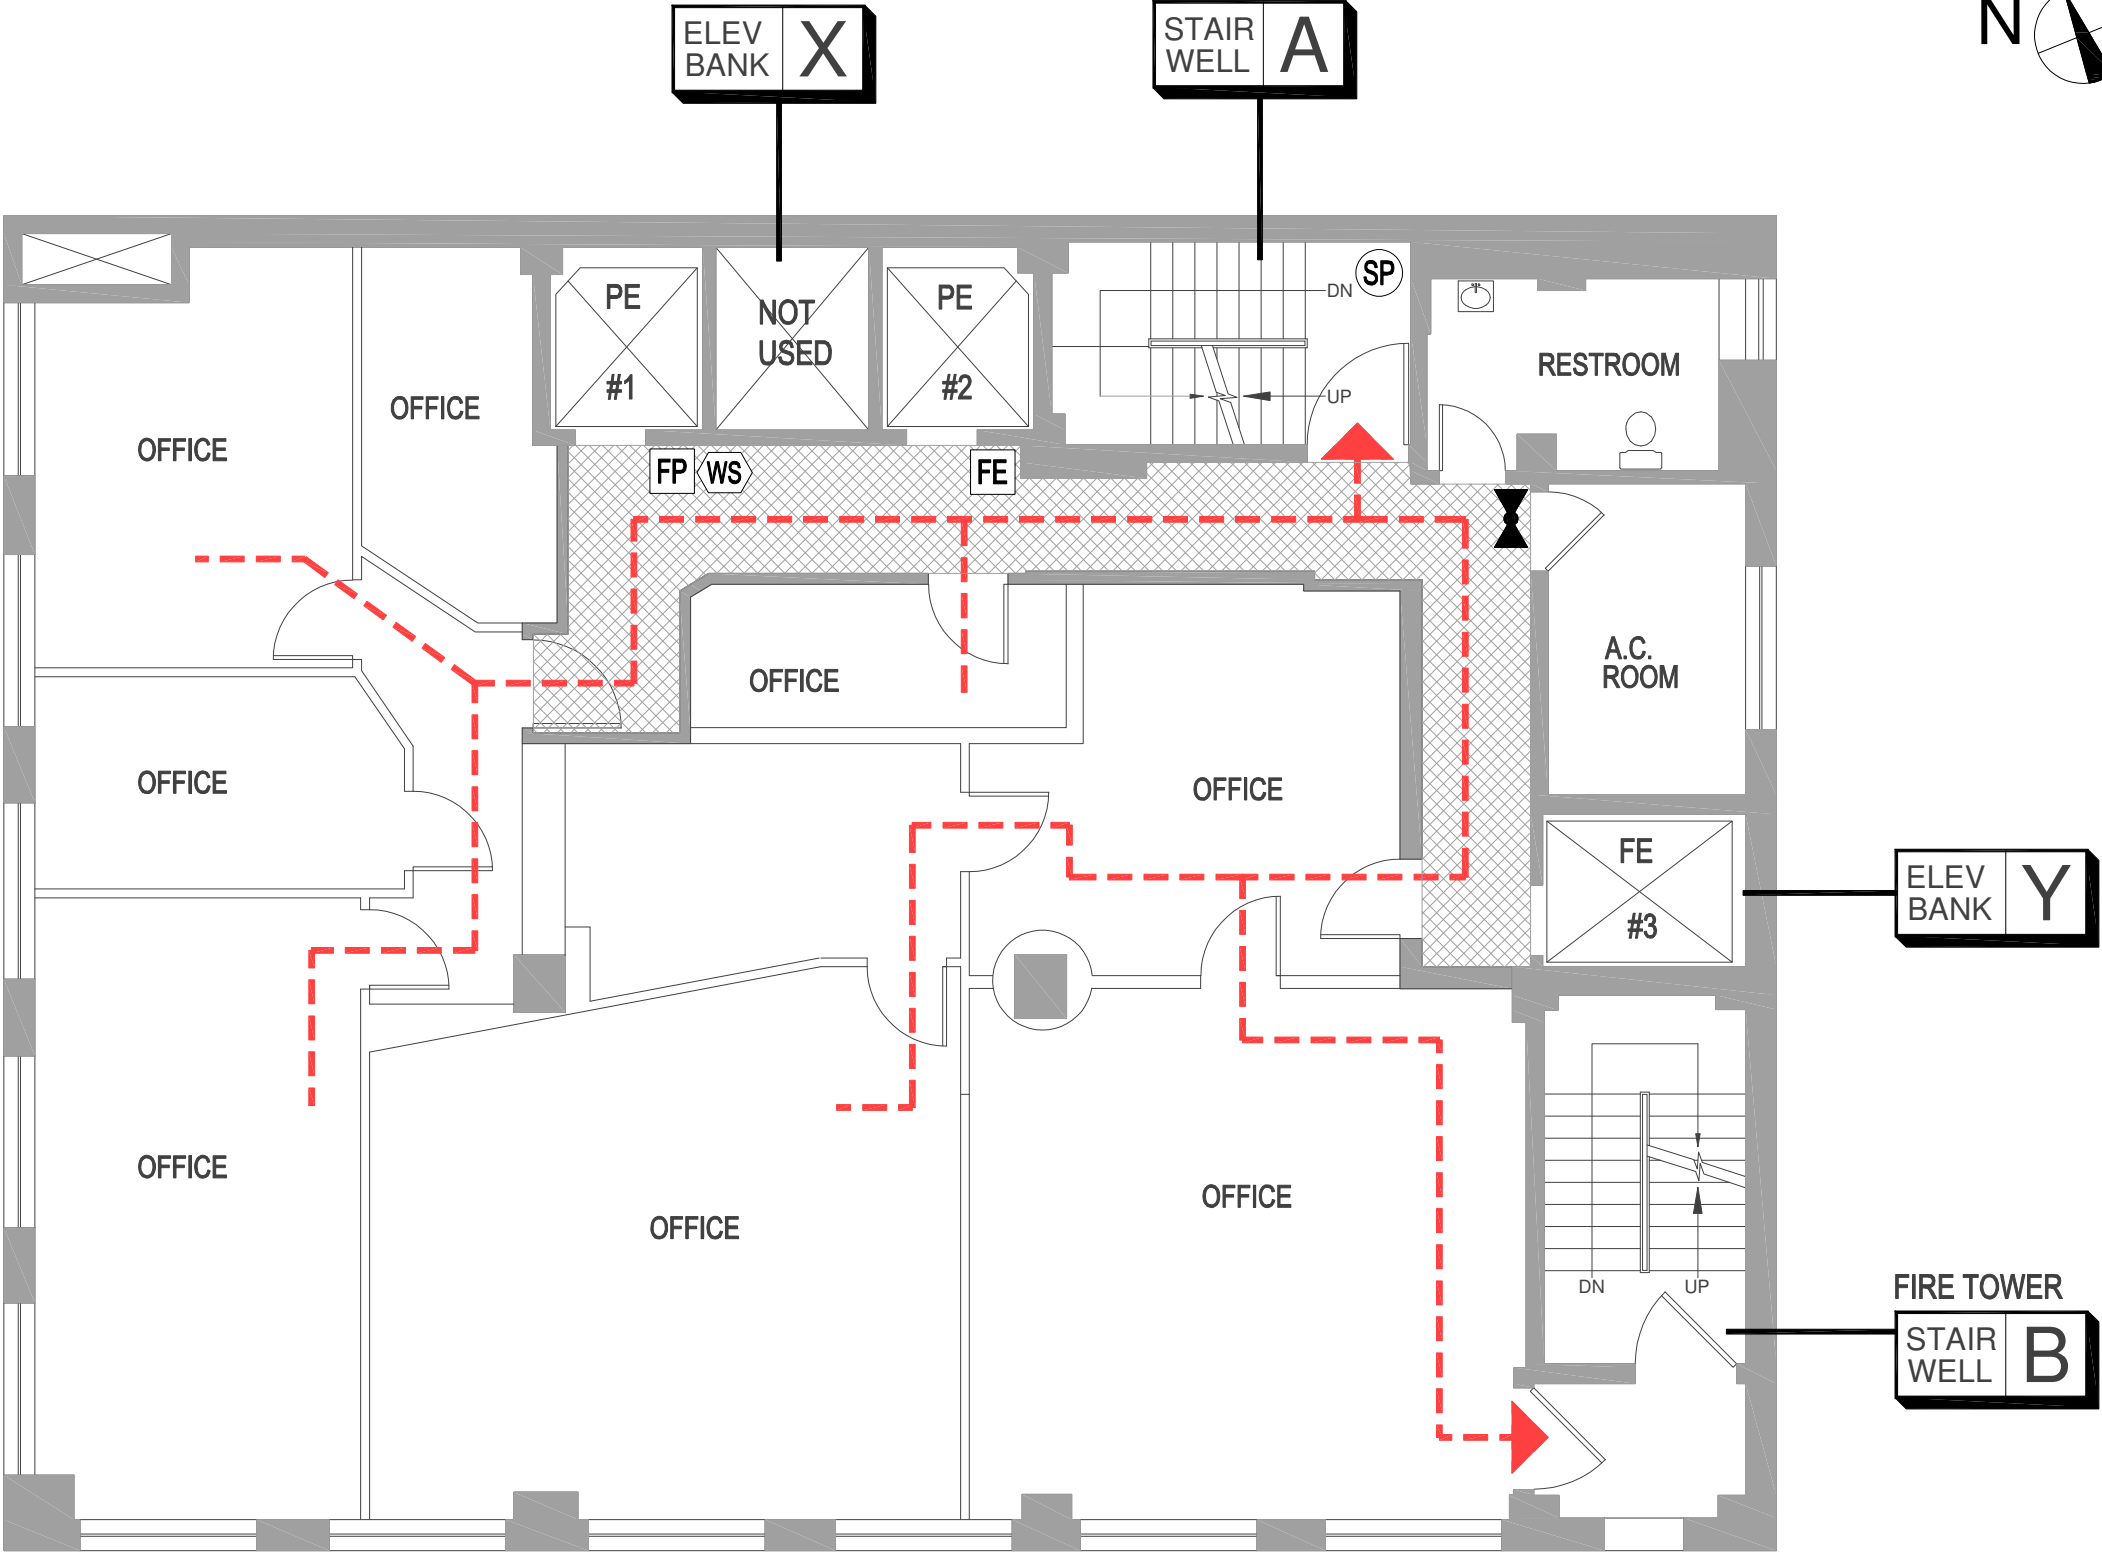 ELEV
BANK
X
STAIR
WELL
A
N
PE
#1
NOT
USED
PE
#2
DN
SP
UP
RESTROOM
OFFICE
OFFICE
FP
WS
FE
A.C.
ROOM
OFFICE
OFFICE
OFFICE
FE
#3
ELEV
BANK
Y
OFFICE
OFFICE
OFFICE
DN
UP
FIRE TOWER
STAIR
WELL
B